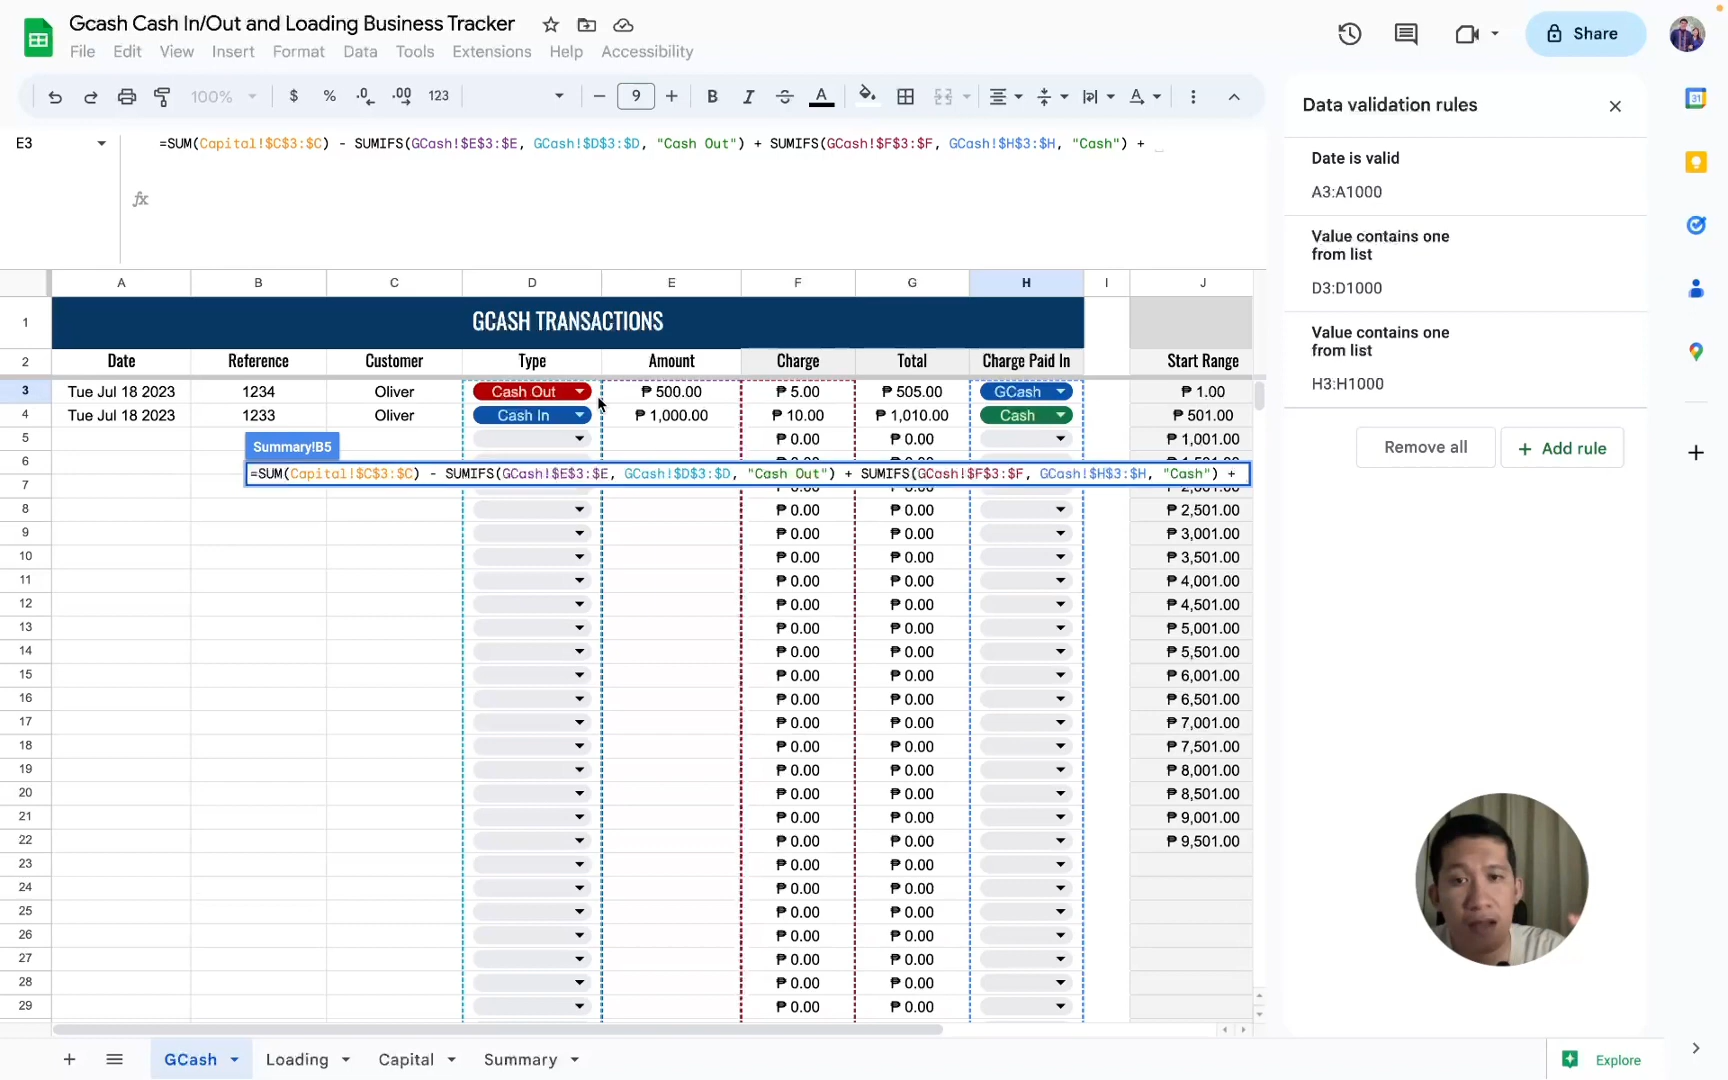 Gcash Cash In/Out and Loading Business Tracker
File Edit View Insert Format Data Tools Extensions Help Accessibility
Share
100% $ % .0 .00 123 9 B I A
E3
=SUM(Capital!$C$3:$C) - SUMIFS(GCash!$E$3:$E, GCash!$D$3:$D, "Cash Out") + SUMIFS(GCash!$F$3:$F, GCash!$H$3:$H, "Cash") +
fx
Data validation rules
Date is valid
A3:A1000
Value contains one
from list
D3:D1000
Value contains one
from list
H3:H1000
Remove all + Add rule
31
A B C D E F G H I J
1 GCASH TRANSACTIONS
2 Date Reference Customer Type Amount Charge Total Charge Paid In Start Range
3 Tue Jul 18 2023 1234 Oliver Cash Out ₱ 500.00 ₱ 5.00 ₱ 505.00 GCash ₱ 1.00
4 Tue Jul 18 2023 1233 Oliver Cash In ₱ 1,000.00 ₱ 10.00 ₱ 1,010.00 Cash ₱ 501.00
5 ₱ 0.00 ₱ 0.00 ₱ 1,001.00
Summary!B5
6
=SUM(Capital!$C$3:$C) - SUMIFS(GCash!$E$3:$E, GCash!$D$3:$D, "Cash Out") + SUMIFS(GCash!$F$3:$F, GCash!$H$3:$H, "Cash") +
7
8 ₱ 0.00 ₱ 0.00 ₱ 2,501.00
9 ₱ 0.00 ₱ 0.00 ₱ 3,001.00
10 ₱ 0.00 ₱ 0.00 ₱ 3,501.00
11 ₱ 0.00 ₱ 0.00 ₱ 4,001.00
12 ₱ 0.00 ₱ 0.00 ₱ 4,501.00
13 ₱ 0.00 ₱ 0.00 ₱ 5,001.00
14 ₱ 0.00 ₱ 0.00 ₱ 5,501.00
15 ₱ 0.00 ₱ 0.00 ₱ 6,001.00
16 ₱ 0.00 ₱ 0.00 ₱ 6,501.00
17 ₱ 0.00 ₱ 0.00 ₱ 7,001.00
18 ₱ 0.00 ₱ 0.00 ₱ 7,501.00
19 ₱ 0.00 ₱ 0.00 ₱ 8,001.00
20 ₱ 0.00 ₱ 0.00 ₱ 8,501.00
21 ₱ 0.00 ₱ 0.00 ₱ 9,001.00
22 ₱ 0.00 ₱ 0.00 ₱ 9,501.00
23 ₱ 0.00 ₱ 0.00
24 ₱ 0.00 ₱ 0.00
25 ₱ 0.00 ₱ 0.00
26 ₱ 0.00 ₱ 0.00
27 ₱ 0.00 ₱ 0.00
28 ₱ 0.00 ₱ 0.00
29 ₱ 0.00 ₱ 0.00
GCash Loading Capital Summary
Explore